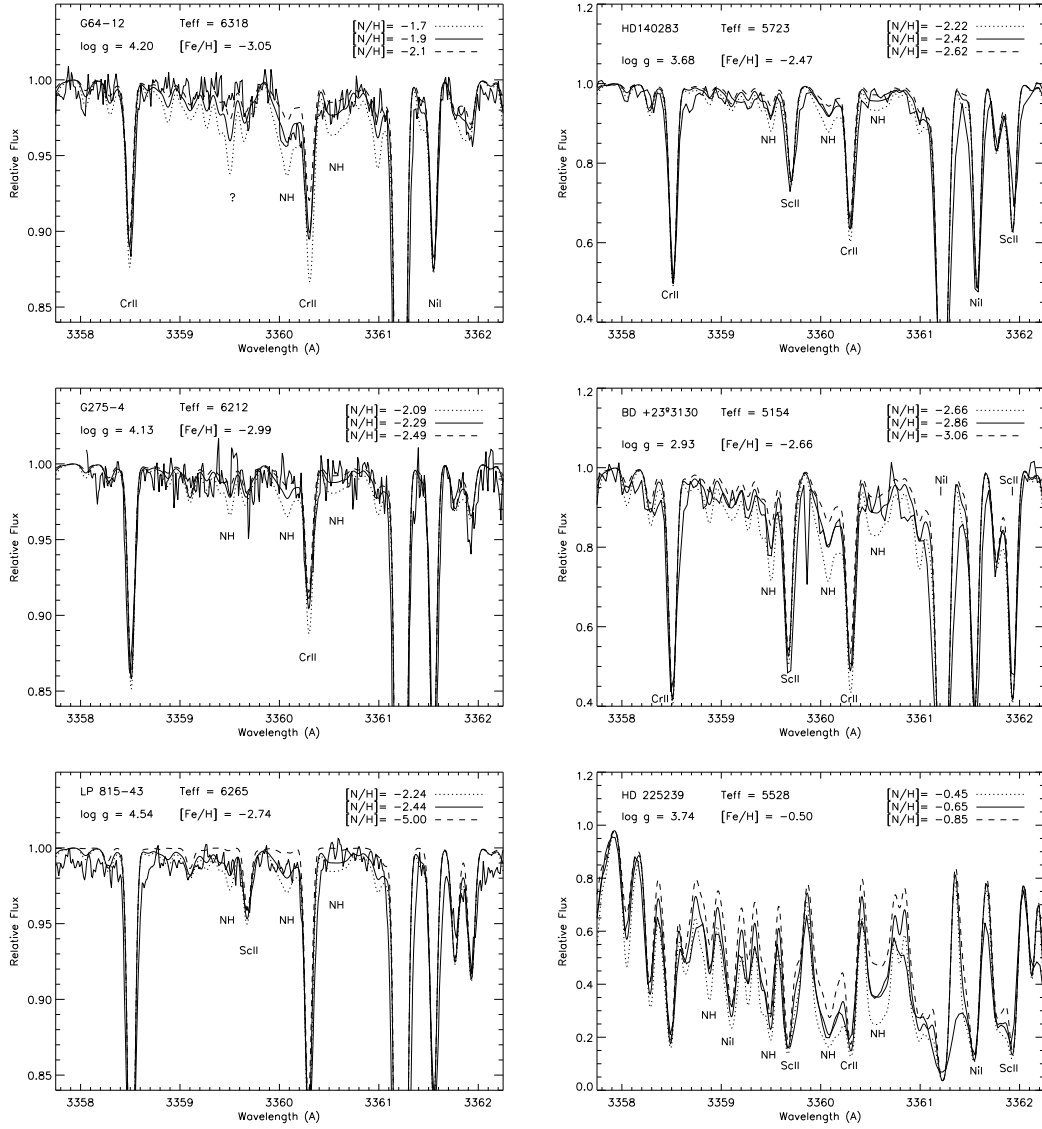 G64-12 Teff = 6318
log g = 4.20 [Fe/H] = -3.05
[N/H]= -1.7
[N/H]= -1.9
[N/H]= -2.1
1.00
0.95
0.90
0.85
Relative Flux
? NH NH
CrII CrII NiI
3358 3359 3360 3361 3362
Wavelength (A)
HD140283 Teff = 5723
log g = 3.68 [Fe/H] = -2.47
[N/H]= -2.22
[N/H]= -2.42
[N/H]= -2.62
1.2
1.0
0.8
0.6
0.4
Relative Flux
NH NH NH
ScII
CrII ScII
CrII NiI
3358 3359 3360 3361 3362
Wavelength (A)
G275-4 Teff = 6212
log g = 4.13 [Fe/H] = -2.99
[N/H]= -2.09
[N/H]= -2.29
[N/H]= -2.49
1.00
0.95
0.90
0.85
Relative Flux
NH NH NH
CrII
3358 3359 3360 3361 3362
Wavelength (A)
BD +23º3130 Teff = 5154
log g = 2.93 [Fe/H] = -2.66
[N/H]= -2.66
[N/H]= -2.86
[N/H]= -3.06
1.2
1.0
0.8
0.6
0.4
Relative Flux
NiI ScII
NH NH NH
ScII
CrII CrII
3358 3359 3360 3361 3362
Wavelength (A)
LP 815-43 Teff = 6265
log g = 4.54 [Fe/H] = -2.74
[N/H]= -2.24
[N/H]= -2.44
[N/H]= -5.00
1.00
0.95
0.90
0.85
Relative Flux
NH NH NH
ScII
3358 3359 3360 3361 3362
Wavelength (A)
HD 225239 Teff = 5528
log g = 3.74 [Fe/H] = -0.50
[N/H]= -0.45
[N/H]= -0.65
[N/H]= -0.85
1.2
1.0
0.8
0.6
0.4
0.2
0.0
Relative Flux
NH
NiI NH ScII NH CrII NH NiI ScII
3358 3359 3360 3361 3362
Wavelength (A)